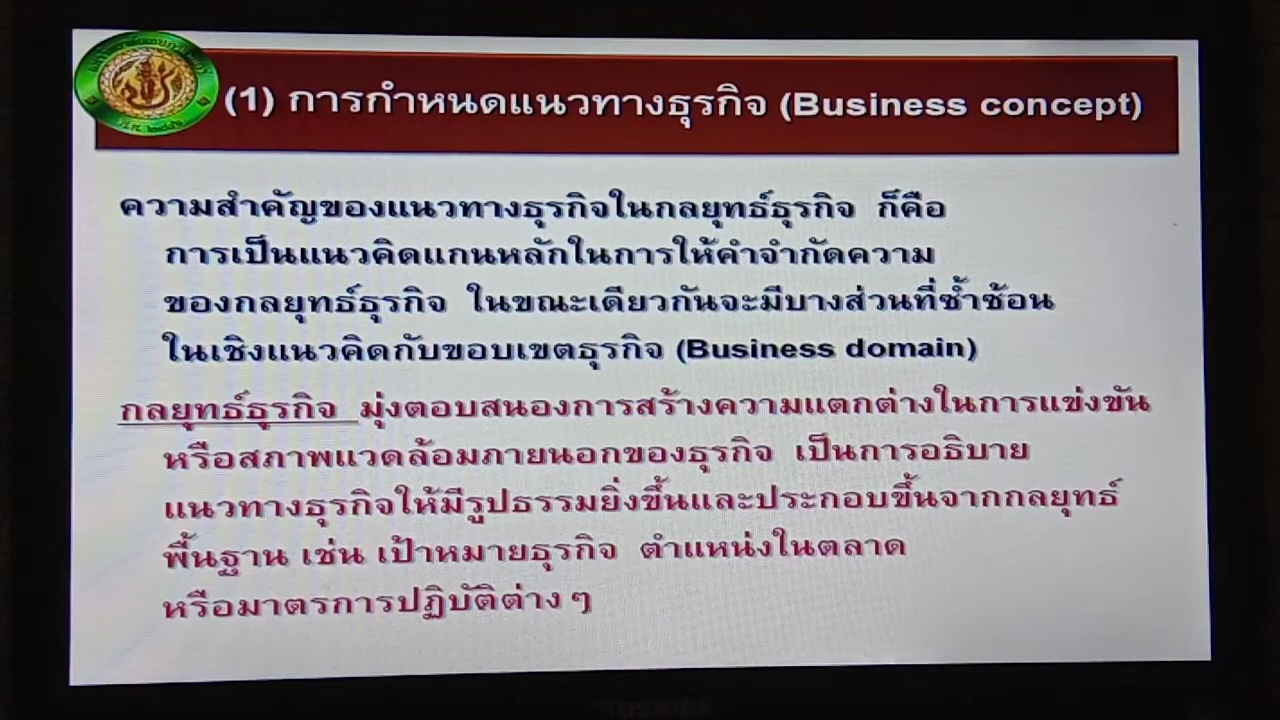 (1) การกำหนดแนวทางธุรกิจ (Business concept)
ความสำคัญของแนวทางธุรกิจในกลยุทธ์ธุรกิจ ก็คือ
การเป็นแนวคิดแกนหลักในการให้คำจำกัดความ
ของกลยุทธ์ธุรกิจ ในขณะเดียวกันจะมีบางส่วนที่ซ้ำซ้อน
ในเชิงแนวคิดกับขอบเขตธุรกิจ (Business domain)
กลยุทธ์ธุรกิจ มุ่งตอบสนองการสร้างความแตกต่างในการแข่งขัน
หรือสภาพแวดล้อมภายนอกของธุรกิจ เป็นการอธิบาย
แนวทางธุรกิจให้มีรูปธรรมยิ่งขึ้นและประกอบขึ้นจากกลยุทธ์
พื้นฐาน เช่น เป้าหมายธุรกิจ ตำแหน่งในตลาด
หรือมาตรการปฏิบัติต่าง ๆ
TOSHIBA